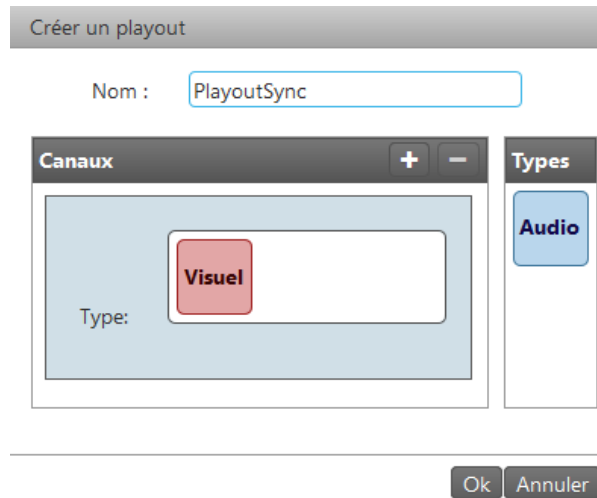 Créer un playout
Nom : PlayoutSync
Canaux + −
Types
Visuel
Audio
Type:
Ok Annuler